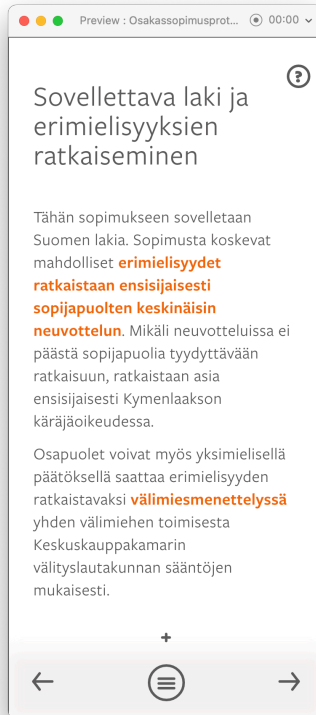 Preview : Osakassopimusprot... 00:00
?
Sovellettava laki ja
erimielisyyksien
ratkaiseminen
Tähän sopimukseen sovelletaan
Suomen lakia. Sopimusta koskevat
mahdolliset erimielisyydet
ratkaistaan ensisijaisesti
sopijapuolten keskinäisin
neuvottelun. Mikäli neuvotteluissa ei
päästä sopijapuolia tyydyttävään
ratkaisuun, ratkaistaan asia
ensisijaisesti Kymenlaakson
käräjäoikeudessa.
Osapuolet voivat myös yksimielisellä
päätöksellä saattaa erimielisyyden
ratkaistavaksi välimiesmenettelyssä
yhden välimiehen toimisesta
Keskuskauppakamarin
välityslautakunnan sääntöjen
mukaisesti.
+